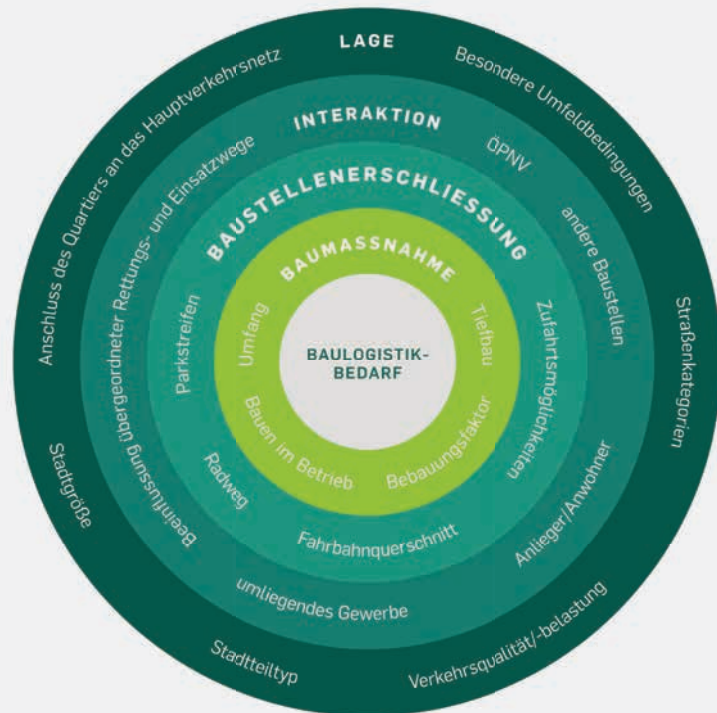 LAGE
Besondere Umfeldbedingungen
Straßenkategorien
Verkehrsqualität/-belastung
Stadtteiltyp
Stadtgröße
Anschluss des Quartiers an das Hauptverkehrsnetz
INTERAKTION
ÖPNV
andere Baustellen
Anlieger/Anwohner
umliegendes Gewerbe
Beeinflussung übergeordneter Rettungs- und Einsatzwege
BAUSTELLENERSCHLIESSUNG
Zufahrtsmöglichkeiten
Fahrbahnquerschnitt
Radweg
Parkstreifen
BAUMASSNAHME
Tiefbau
Bebauungsfaktor
Bauen im Betrieb
Umfang
BAULOGISTIK-
BEDARF